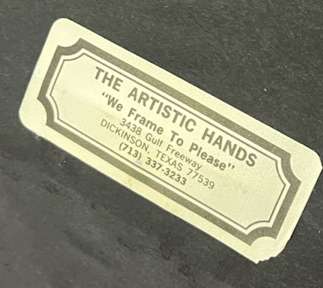 THE ARTISTIC HANDS
"We Frame To Please"
3438 Gulf Freeway
DICKINSON, TEXAS 77539
(713) 337-3233